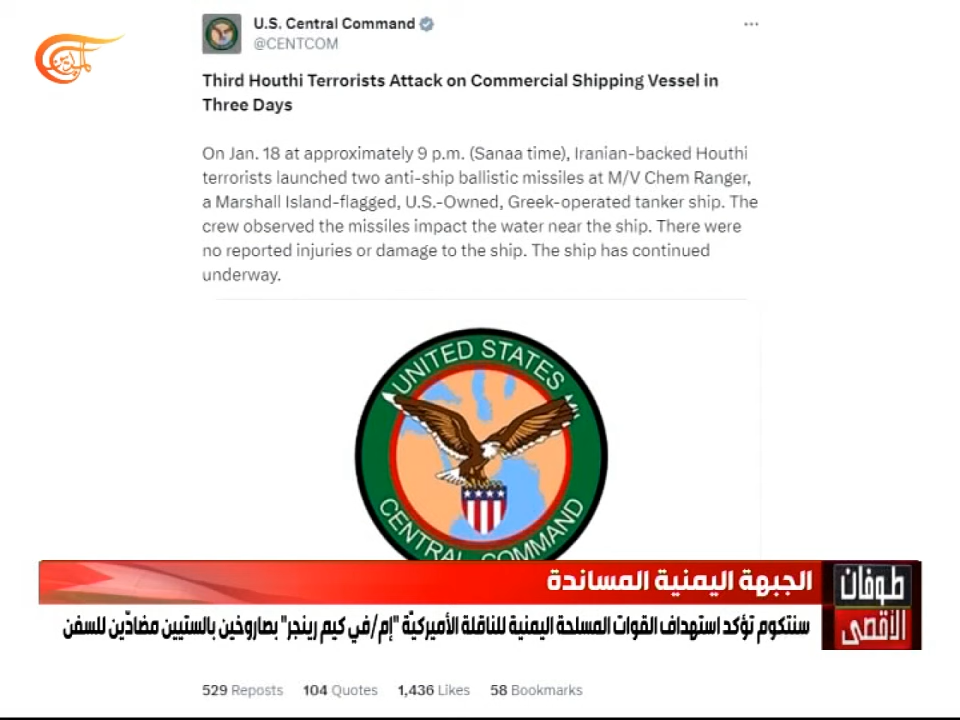 U.S. Central Command
@CENTCOM
Third Houthi Terrorists Attack on Commercial Shipping Vessel in
Three Days
On Jan. 18 at approximately 9 p.m. (Sanaa time), Iranian-backed Houthi
terrorists launched two anti-ship ballistic missiles at M/V Chem Ranger,
a Marshall Island-flagged, U.S.-Owned, Greek-operated tanker ship. The
crew observed the missiles impact the water near the ship. There were
no reported injuries or damage to the ship. The ship has continued
underway.
UNITED STATES
CENTRAL COMMAND
الجبهة اليمنية المساندة
طوفان
الأقصى
سنتكوم تؤكد استهداف القوات المسلحة اليمنية للناقلة الأميركيّة "إم/في كيم رينجر" بصاروخين بالستيين مضادّين للسفن
529 Reposts 104 Quotes 1,436 Likes 58 Bookmarks